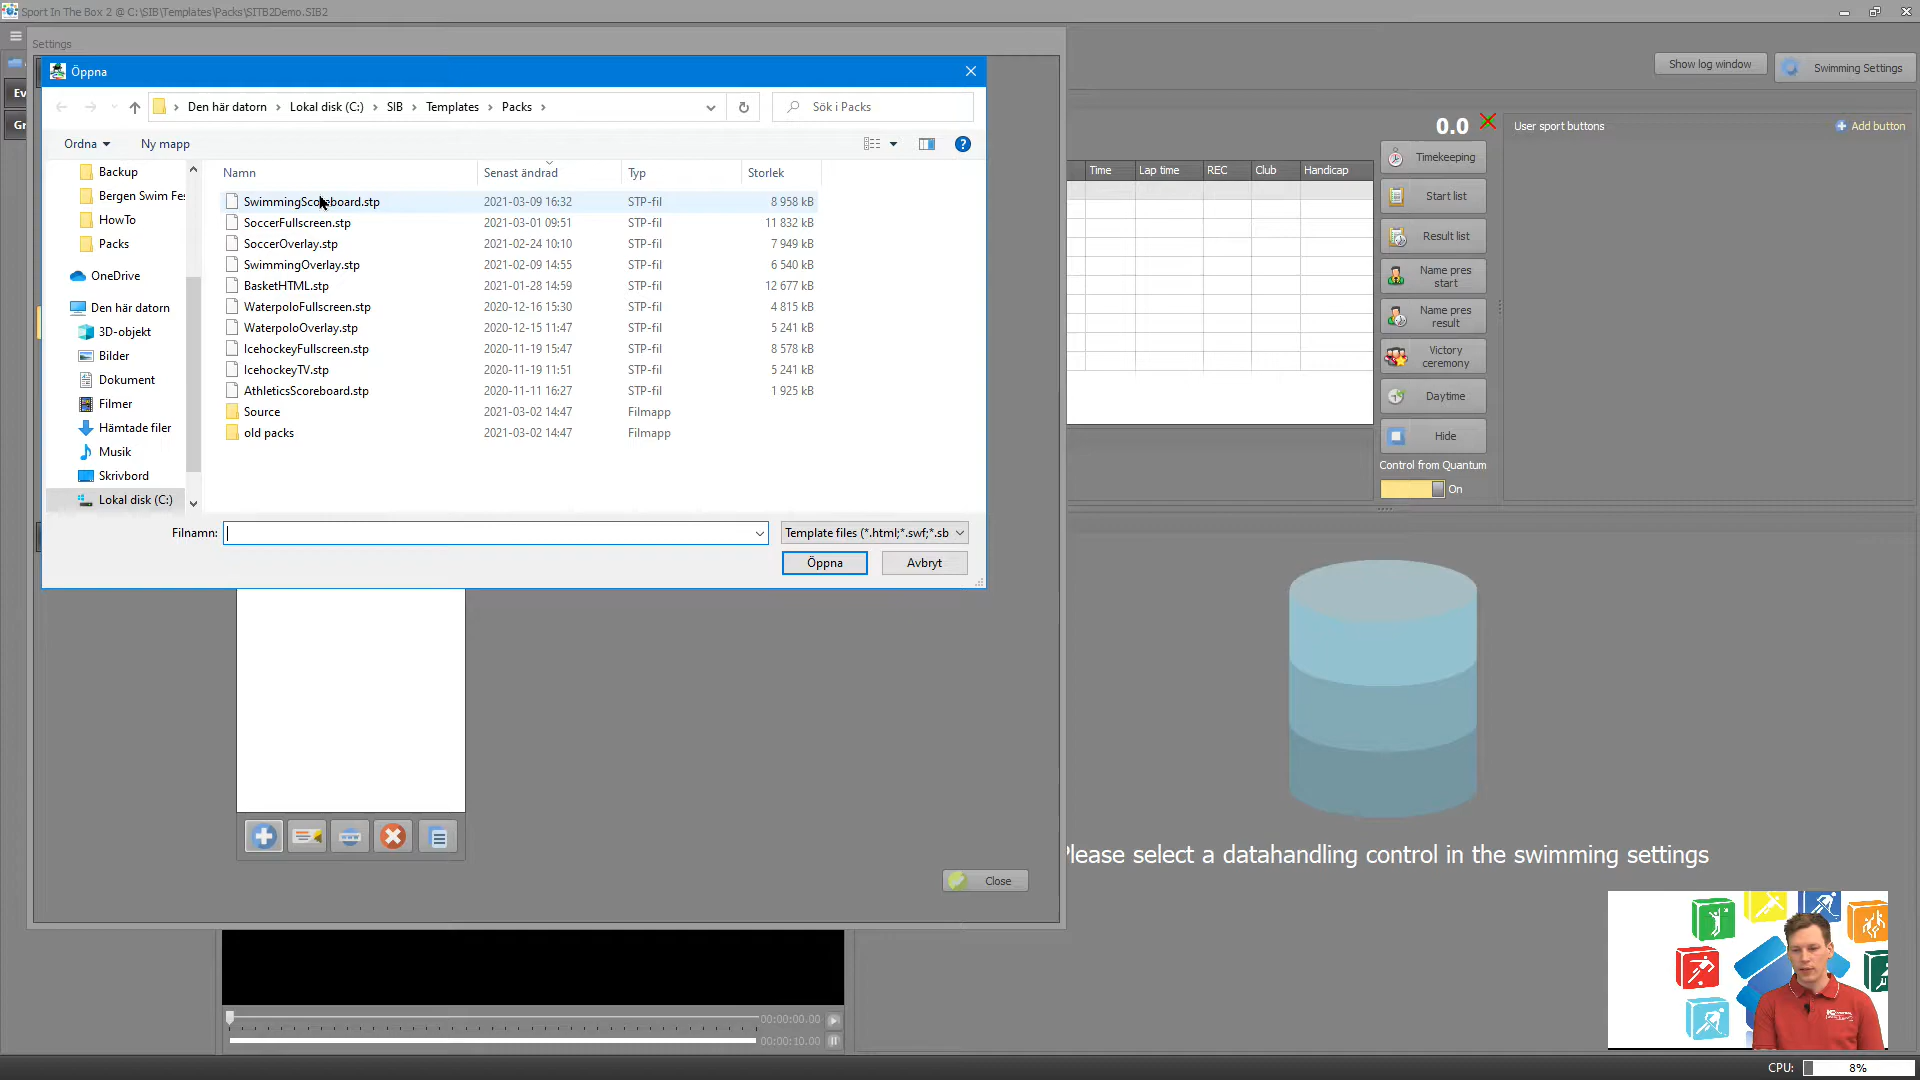 Sport In The Box 2 @ C:\SIB\Templates\Packs\SITB2Demo.SIB2
Settings
Öppna
Den här datorn
Lokal disk (C:)
SIB
Templates
Packs
Sök i Packs
Ordna
Ny mapp
Backup
Bergen Swim Fes
HowTo
Packs
OneDrive
Den här datorn
3D-objekt
Bilder
Dokument
Filmer
Hämtade filer
Musik
Skrivbord
Lokal disk (C:)
Namn Senast ändrad Typ Storlek
SwimmingScoreboard.stp 2021-03-09 16:32 STP-fil 8 958 kB
SoccerFullscreen.stp 2021-03-01 09:51 STP-fil 11 832 kB
SoccerOverlay.stp 2021-02-24 10:10 STP-fil 7 949 kB
SwimmingOverlay.stp 2021-02-09 14:55 STP-fil 6 540 kB
BasketHTML.stp 2021-01-28 14:59 STP-fil 12 677 kB
WaterpoloFullscreen.stp 2020-12-16 15:30 STP-fil 4 815 kB
WaterpoloOverlay.stp 2020-12-15 11:47 STP-fil 5 241 kB
IcehockeyFullscreen.stp 2020-11-19 15:47 STP-fil 8 578 kB
IcehockeyTV.stp 2020-11-19 11:51 STP-fil 5 241 kB
AthleticsScoreboard.stp 2020-11-11 16:27 STP-fil 1 925 kB
Source 2021-03-02 14:47 Filmapp
old packs 2021-03-02 14:47 Filmapp
Filnamn:
Template files (*.html;*.swf;*.sb
Öppna
Avbryt
Ev
Gr
Close
Show log window
Swimming Settings
0.0
User sport buttons
Add button
Time Lap time REC Club Handicap
Timekeeping
Start list
Result list
Name pres
start
Name pres
result
Victory
ceremony
Daytime
Hide
Control from Quantum
On
Please select a datahandling control in the swimming settings
00:00:00.00
00:00:10.00
CPU: 8%